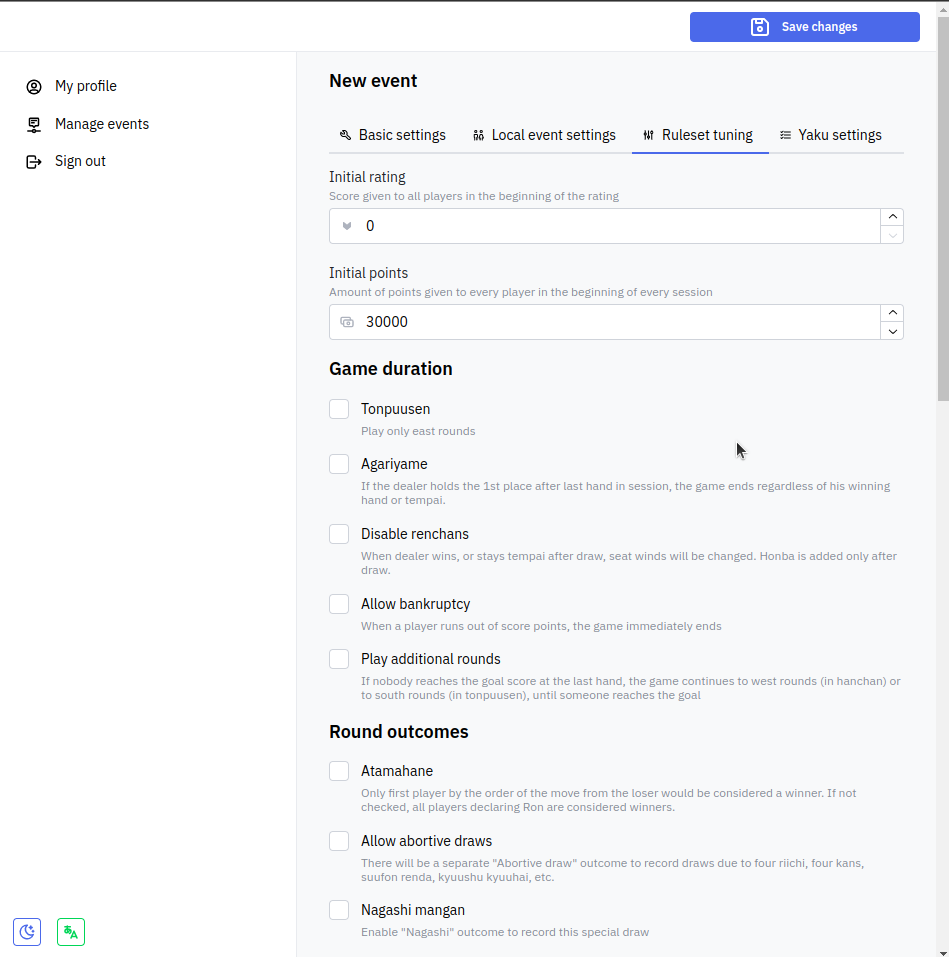 Save changes
My profile
Manage events
Sign out
New event
Basic settings
Local event settings
Ruleset tuning
Yaku settings
Initial rating
Score given to all players in the beginning of the rating
0
Initial points
Amount of points given to every player in the beginning of every session
30000
Game duration
Tonpuusen
Play only east rounds
Agariyame
If the dealer holds the 1st place after last hand in session, the game ends regardless of his winning
hand or tempai.
Disable renchans
When dealer wins, or stays tempai after draw, seat winds will be changed. Honba is added only after
draw.
Allow bankruptcy
When a player runs out of score points, the game immediately ends
Play additional rounds
If nobody reaches the goal score at the last hand, the game continues to west rounds (in hanchan) or
to south rounds (in tonpuusen), until someone reaches the goal
Round outcomes
Atamahane
Only first player by the order of the move from the loser would be considered a winner. If not
checked, all players declaring Ron are considered winners.
Allow abortive draws
There will be a separate "Abortive draw" outcome to record draws due to four riichi, four kans,
suufon renda, kyuushu kyuuhai, etc.
Nagashi mangan
Enable "Nagashi" outcome to record this special draw